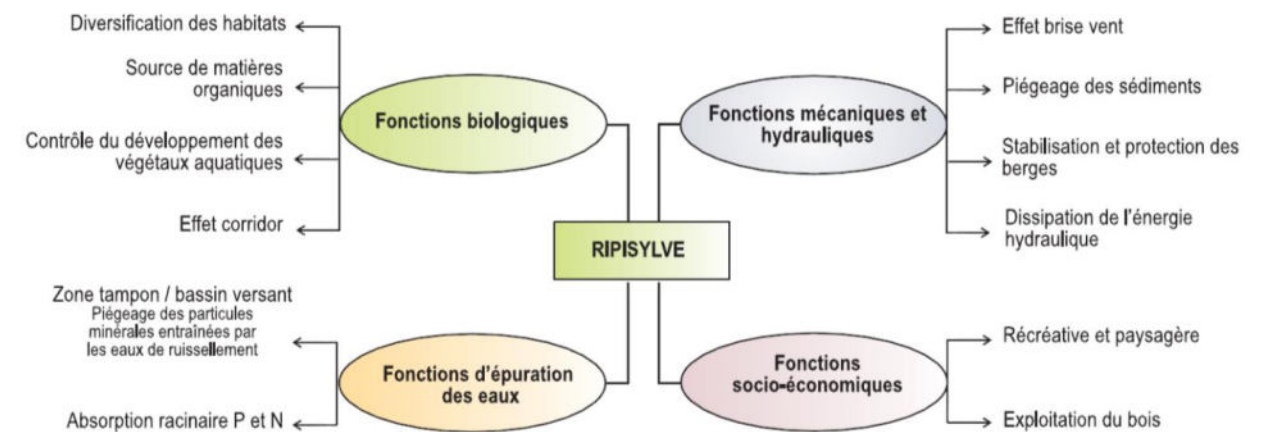 Diversification des habitats
Source de matières
organiques
Contrôle du développement des
végétaux aquatiques
Effet corridor
Fonctions biologiques
Fonctions mécaniques et
hydrauliques
Effet brise vent
Piégeage des sédiments
Stabilisation et protection des
berges
Dissipation de l'énergie
hydraulique
RIPISYLVE
Zone tampon / bassin versant
Piégeage des particules
minérales entraînées par
les eaux de ruissellement
Absorption racinaire P et N
Fonctions d'épuration
des eaux
Fonctions
socio-économiques
Récréative et paysagère
Exploitation du bois